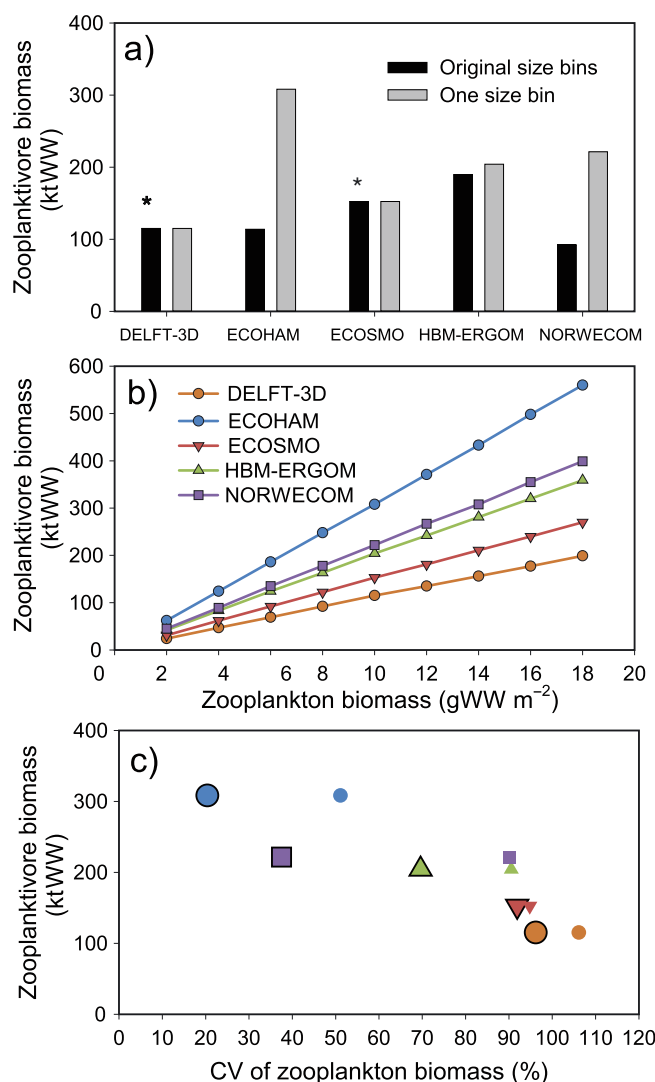 a)
Original size bins
One size bin
Zooplanktivore biomass
(ktWW)
400
300
200
100
0
*
*
DELFT-3D ECOHAM ECOSMO HBM-ERGOM NORWECOM
b)
DELFT-3D
ECOHAM
ECOSMO
HBM-ERGOM
NORWECOM
Zooplanktivore biomass
(ktWW)
600
500
400
300
200
100
0
0 2 4 6 8 10 12 14 16 18 20
Zooplankton biomass (gWW m⁻²)
c)
Zooplanktivore biomass
(ktWW)
400
300
200
100
0
0 10 20 30 40 50 60 70 80 90 100 110 120
CV of zooplankton biomass (%)